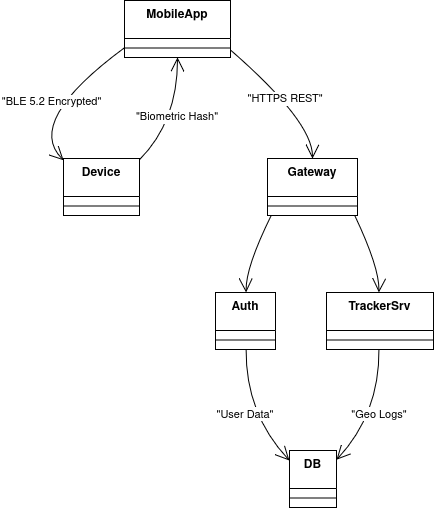 MobileApp
"BLE 5.2 Encrypted"
"Biometric Hash"
"HTTPS REST"
Device
Gateway
Auth
TrackerSrv
"User Data"
"Geo Logs"
DB